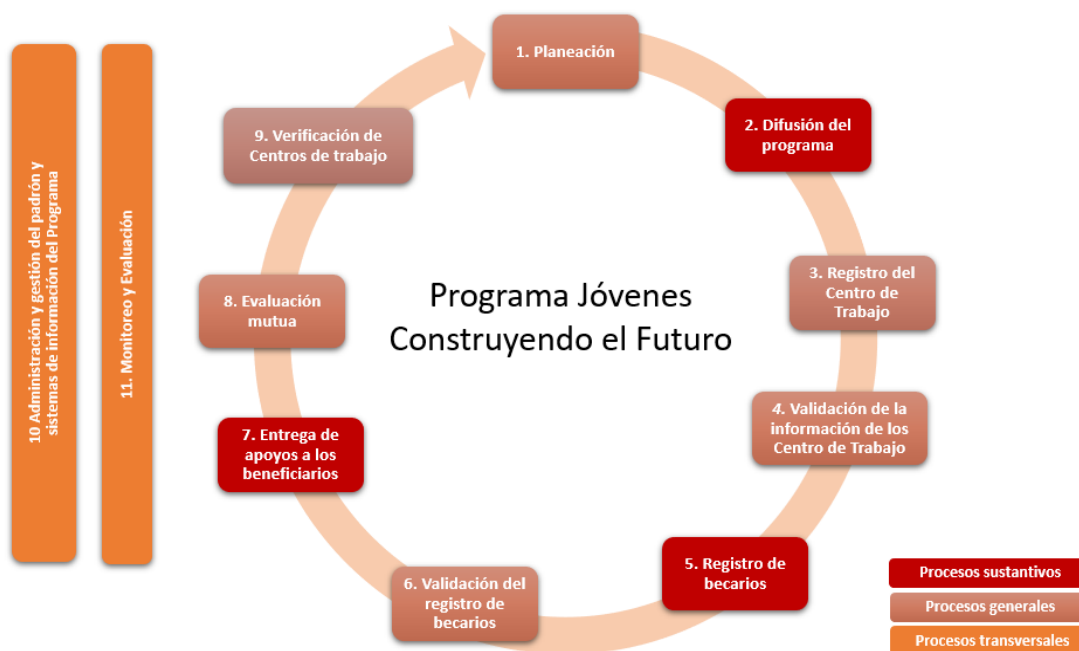 10 Administración y gestión del padrón y
sistemas de información del Programa
11. Monitoreo y Evaluación
1. Planeación
2. Difusión del
programa
3. Registro del
Centro de
Trabajo
4. Validación de la
información de los
Centro de Trabajo
5. Registro de
becarios
6. Validación del
registro de
becarios
7. Entrega de
apoyos a los
beneficiarios
8. Evaluación
mutua
9. Verificación de
Centros de trabajo
Programa Jóvenes
Construyendo el Futuro
Procesos sustantivos
Procesos generales
Procesos transversales